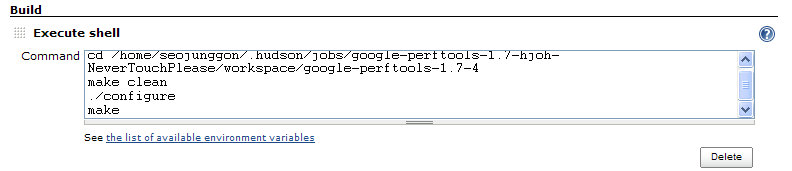 Build
Execute shell
Command
cd /home/seojunggon/.hudson/jobs/google-perftools-1.7-hjoh-
NeverTouchPlease/workspace/google-perftools-1.7-4
make clean
./configure
make
See the list of available environment variables
Delete